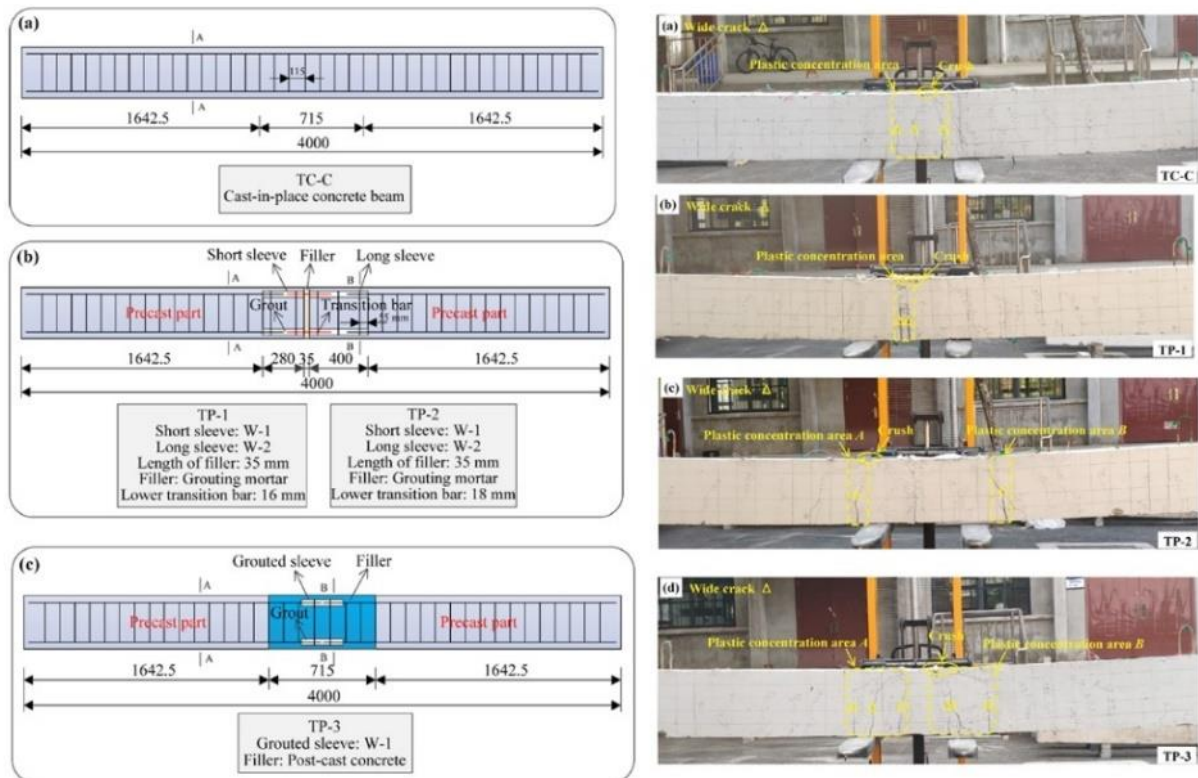 (a)
A
115
A
1642.5
715
1642.5
4000
TC-C
Cast-in-place concrete beam
(b)
Short sleeve
Filler
Long sleeve
A
B
Grout
Transition bar
Precast part
Precast part
15 mm
A
B
1642.5
280
35
400
1642.5
4000
TP-1
Short sleeve: W-1
Long sleeve: W-2
Length of filler: 35 mm
Filler: Grouting mortar
Lower transition bar: 16 mm
TP-2
Short sleeve: W-1
Long sleeve: W-2
Length of filler: 35 mm
Filler: Grouting mortar
Lower transition bar: 18 mm
(c)
Grouted sleeve
Filler
A
B
Precast part
Grout
Precast part
A
B
1642.5
715
1642.5
4000
TP-3
Grouted sleeve: W-1
Filler: Post-cast concrete
(a)
Wide crack Δ
Plastic concentration area
Crush
TC-C
(b)
Wide crack Δ
Plastic concentration area
Crush
TP-1
(c)
Wide crack Δ
Plastic concentration area A
Crush
Plastic concentration area B
TP-2
(d)
Wide crack Δ
Plastic concentration area A
Crush
Plastic concentration area B
TP-3